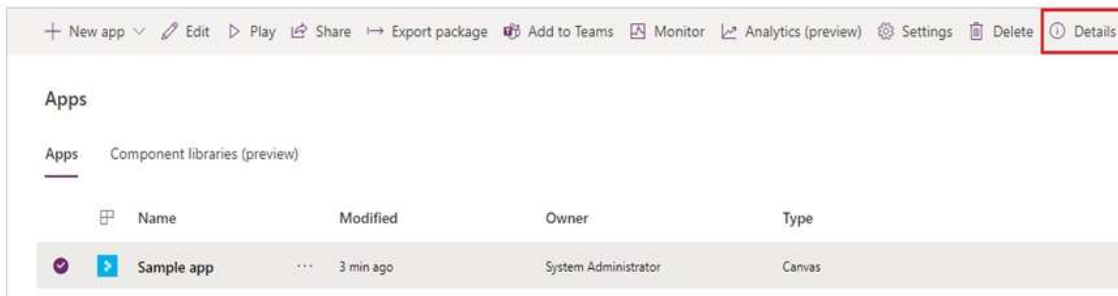 New app Edit Play Share Export package Add to Teams Monitor Analytics (preview) Settings Delete Details
Apps
Apps Component libraries (preview)
Name Modified Owner Type
Sample app ... 3 min ago System Administrator Canvas